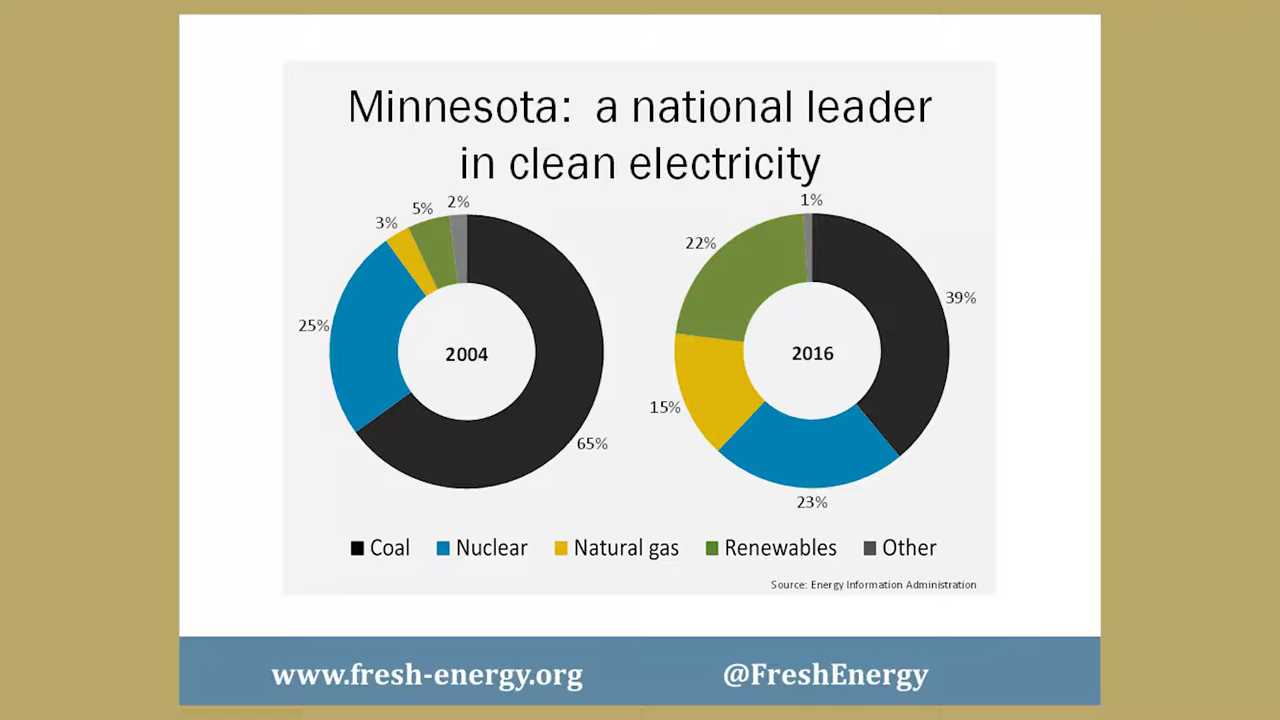 Minnesota: a national leader
in clean electricity
2%
5%
3%
25%
2004
65%
1%
22%
39%
2016
15%
23%
Coal
Nuclear
Natural gas
Renewables
Other
Source: Energy Information Administration
www.fresh-energy.org
@FreshEnergy